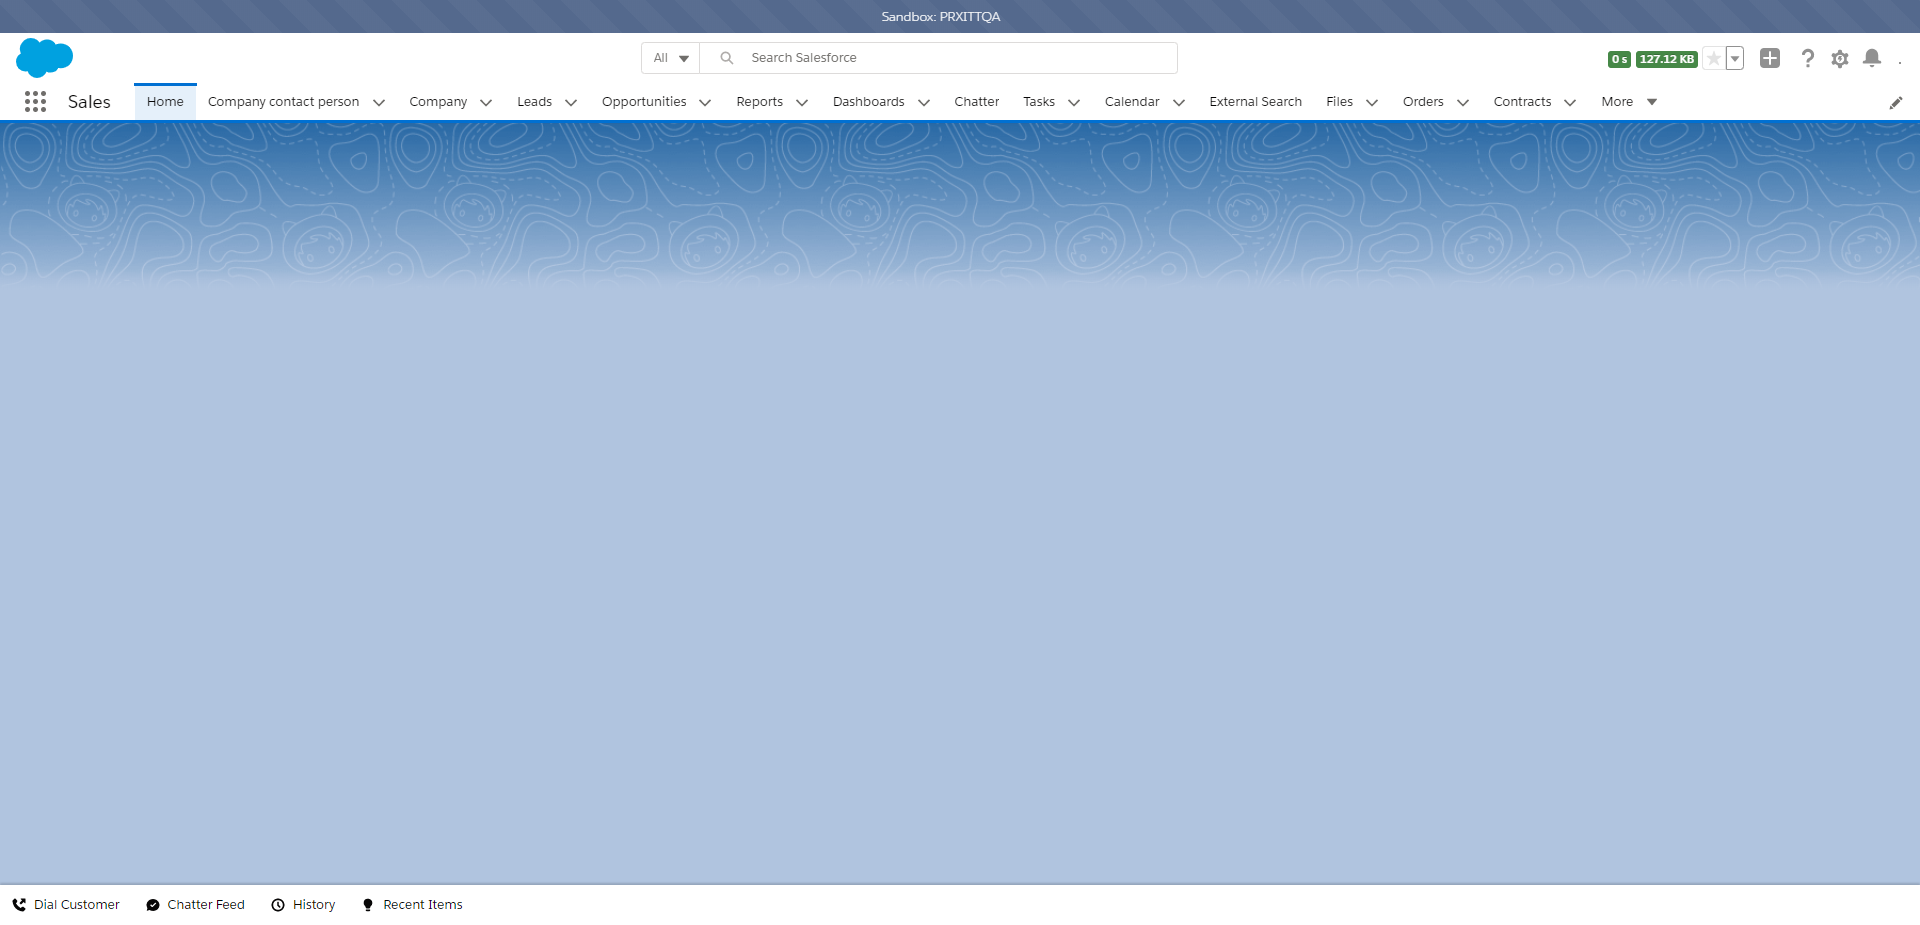 Sandbox: PRXITTQA
All Search Salesforce 0 s 127.12 KB
Sales Home Company contact person Company Leads Opportunities Reports Dashboards Chatter Tasks Calendar External Search Files Orders Contracts More
Dial Customer Chatter Feed History Recent Items